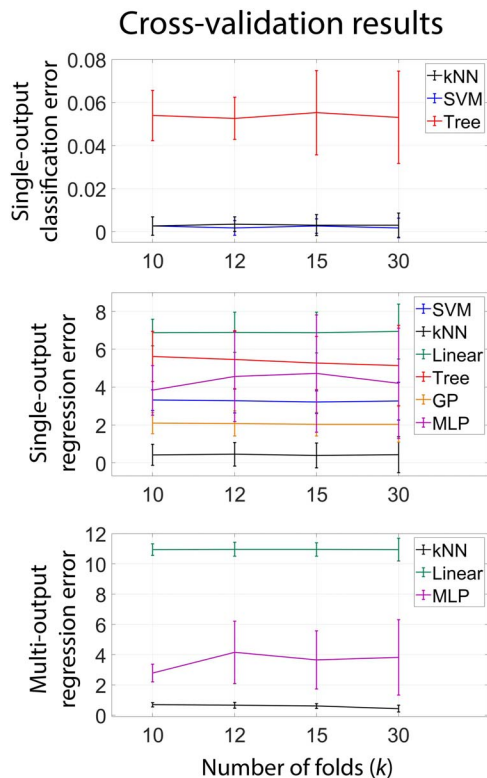 Cross-validation results
Single-output
classification error
0.08
0.06
0.04
0.02
0
10
12
15
30
kNN
SVM
Tree
Single-output
regression error
8
6
4
2
0
10
12
15
30
SVM
kNN
Linear
Tree
GP
MLP
Multi-output
regression error
12
10
8
6
4
2
0
10
12
15
30
kNN
Linear
MLP
Number of folds (k)